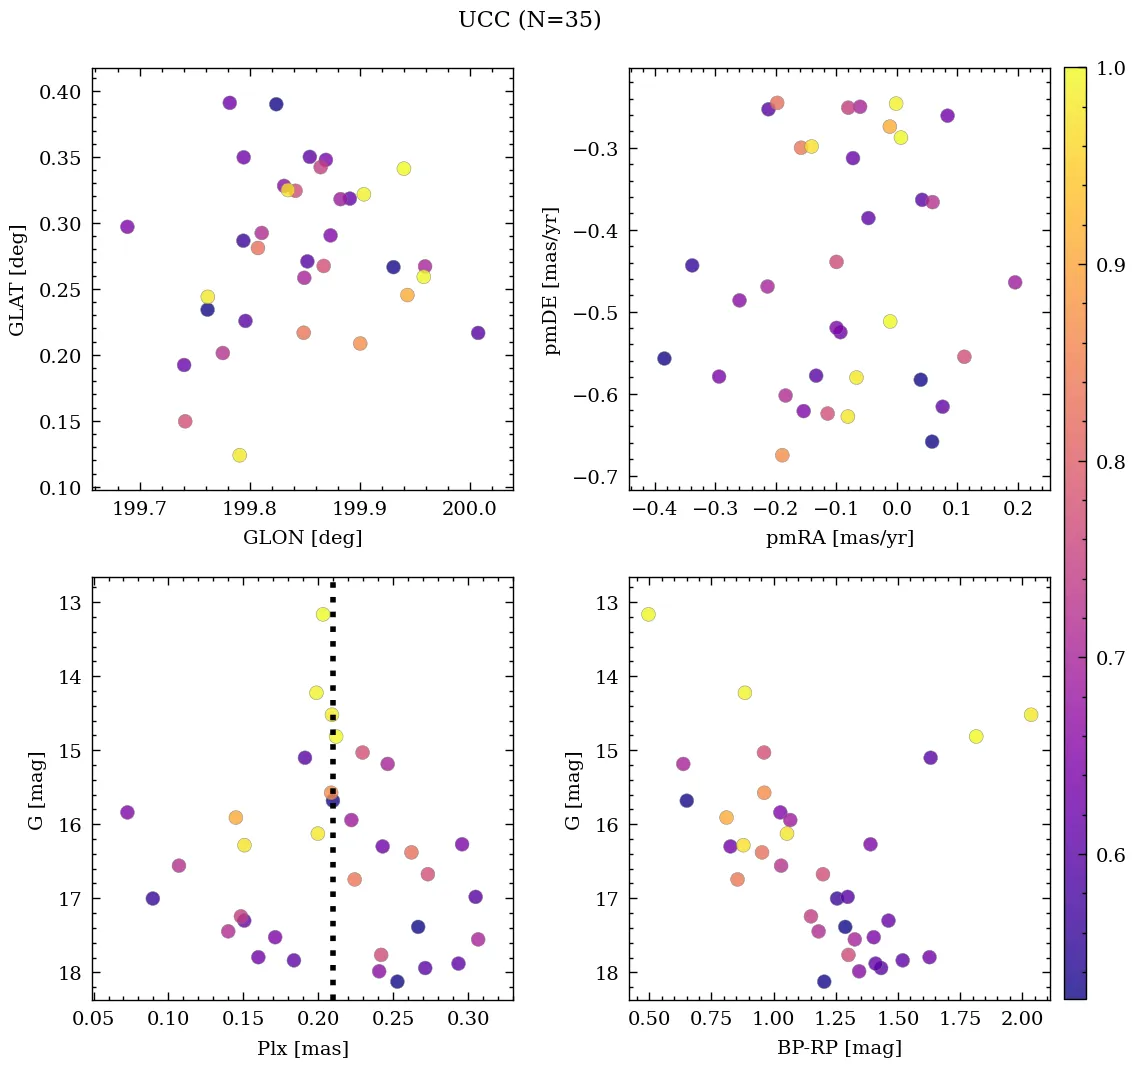 UCC (N=35)
0.40
0.35
0.30
0.25
0.20
0.15
0.10
GLAT [deg]
199.7 199.8 199.9 200.0
GLON [deg]
−0.3
−0.4
−0.5
−0.6
−0.7
pmDE [mas/yr]
−0.4 −0.3 −0.2 −0.1 0.0 0.1 0.2
pmRA [mas/yr]
13
14
15
16
17
18
G [mag]
0.05 0.10 0.15 0.20 0.25 0.30
Plx [mas]
13
14
15
16
17
18
G [mag]
0.50 0.75 1.00 1.25 1.50 1.75 2.00
BP-RP [mag]
1.0
0.9
0.8
0.7
0.6